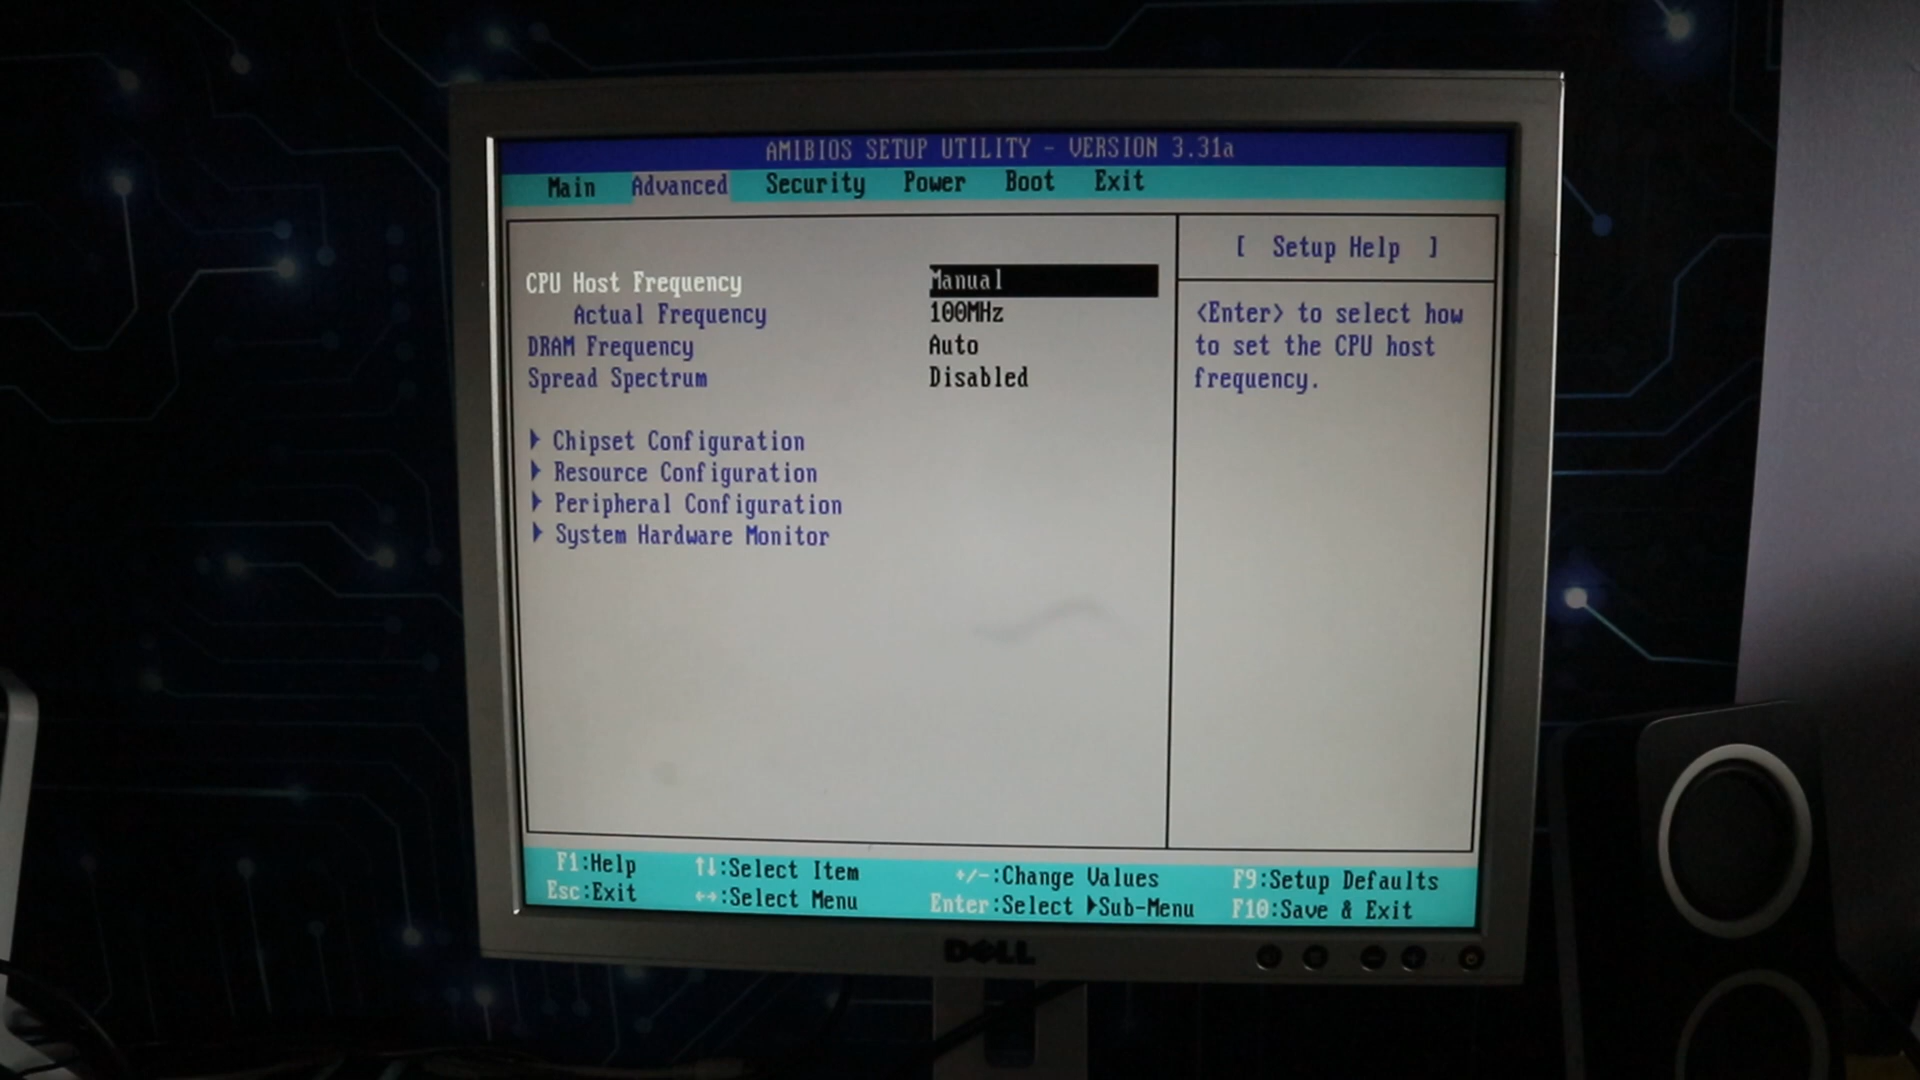 AMIBIOS SETUP UTILITY - VERSION 3.31a
Main Advanced Security Power Boot Exit
CPU Host Frequency Manual
Actual Frequency 100MHz
DRAM Frequency Auto
Spread Spectrum Disabled
Chipset Configuration
Resource Configuration
Peripheral Configuration
System Hardware Monitor
[ Setup Help ]
<Enter> to select how
to set the CPU host
frequency.
F1:Help ↑↓:Select Item +/-:Change Values F9:Setup Defaults
Esc:Exit ↔:Select Menu Enter:Select ▶Sub-Menu F10:Save & Exit
DELL